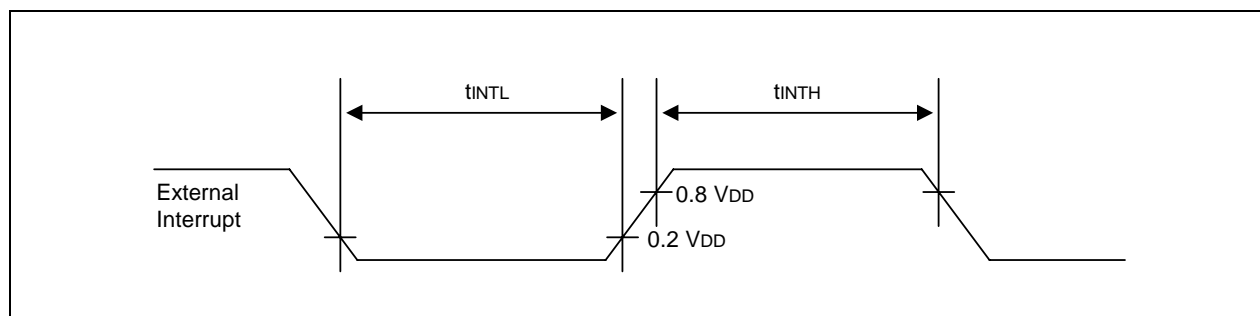 tINTL
tINTH
External
Interrupt
0.8 VDD
0.2 VDD